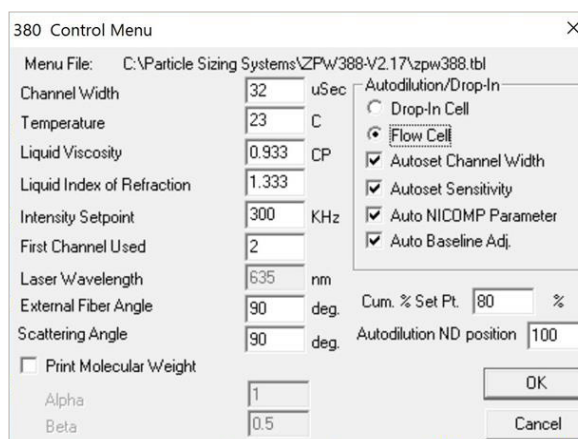 380 Control Menu
Menu File: C:\Particle Sizing Systems\ZPW388-V2.17\zpw388.tbl
Channel Width 32 uSec
Temperature 23 C
Liquid Viscosity 0.933 CP
Liquid Index of Refraction 1.333
Intensity Setpoint 300 KHz
First Channel Used 2
Laser Wavelength 635 nm
External Fiber Angle 90 deg.
Scattering Angle 90 deg.
Print Molecular Weight
Alpha 1
Beta 0.5
Autodilution/Drop-In
Drop-In Cell
Flow Cell
Autoset Channel Width
Autoset Sensitivity
Auto NICOMP Parameter
Auto Baseline Adj.
Cum. % Set Pt. 80 %
Autodilution ND position 100
OK
Cancel